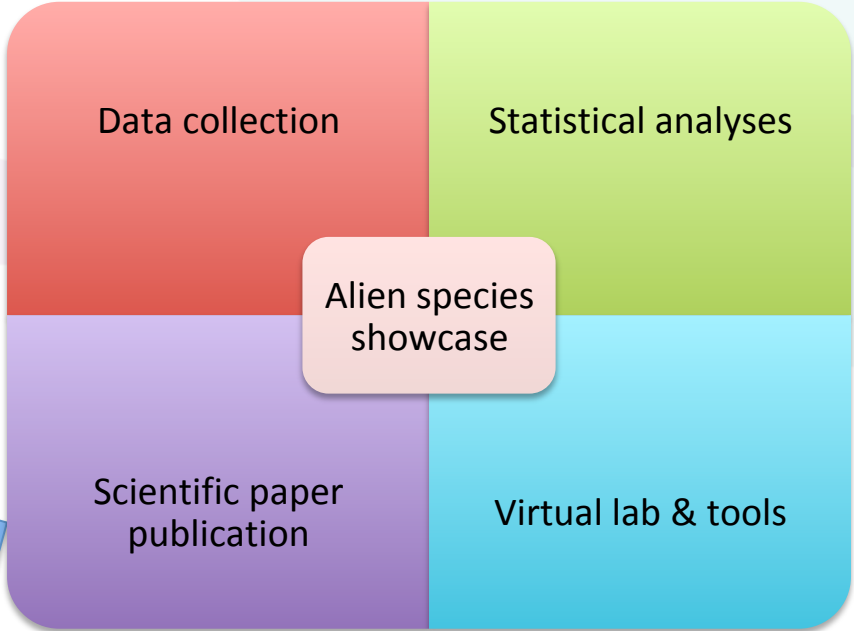 Data collection
Statistical analyses
Alien species
showcase
Scientific paper
publication
Virtual lab & tools